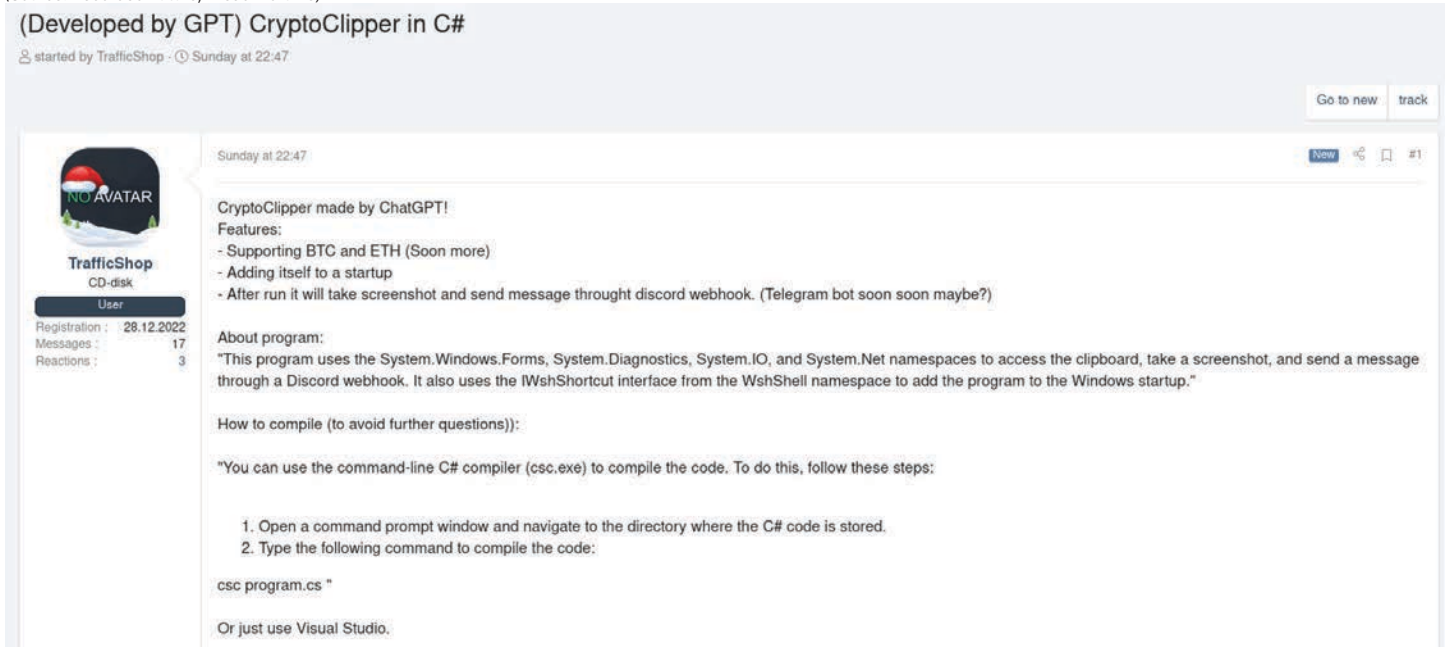 (Developed by GPT) CryptoClipper in C#
started by TrafficShop · Sunday at 22:47
Go to new track
Sunday at 22:47
New #1
NO AVATAR
TrafficShop
CD-disk
User
Registration : 28.12.2022
Messages : 17
Reactions : 3
CryptoClipper made by ChatGPT!
Features:
- Supporting BTC and ETH (Soon more)
- Adding itself to a startup
- After run it will take screenshot and send message throught discord webhook. (Telegram bot soon soon maybe?)
About program:
"This program uses the System.Windows.Forms, System.Diagnostics, System.IO, and System.Net namespaces to access the clipboard, take a screenshot, and send a message
through a Discord webhook. It also uses the IWshShortcut interface from the WshShell namespace to add the program to the Windows startup."
How to compile (to avoid further questions)):
"You can use the command-line C# compiler (csc.exe) to compile the code. To do this, follow these steps:
1. Open a command prompt window and navigate to the directory where the C# code is stored.
2. Type the following command to compile the code:
csc program.cs "
Or just use Visual Studio.